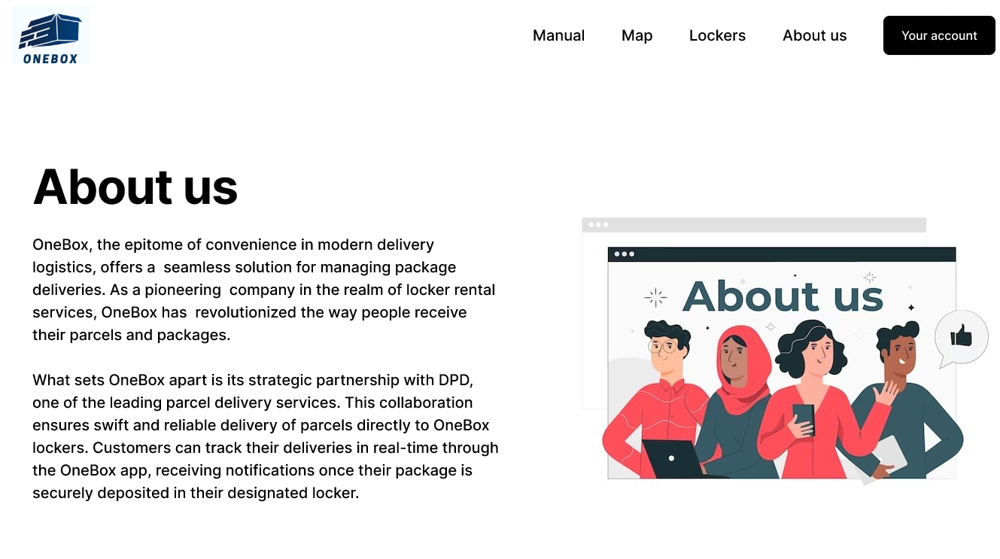 ONEBOX
Manual
Map
Lockers
About us
Your account
About us
OneBox, the epitome of convenience in modern delivery
logistics, offers a  seamless solution for managing package
deliveries. As a pioneering  company in the realm of locker rental
services, OneBox has  revolutionized the way people receive
their parcels and packages.
What sets OneBox apart is its strategic partnership with DPD,
one of the leading parcel delivery services. This collaboration
ensures swift and reliable delivery of parcels directly to OneBox
lockers. Customers can track their deliveries in real-time through
the OneBox app, receiving notifications once their package is
securely deposited in their designated locker.
About us